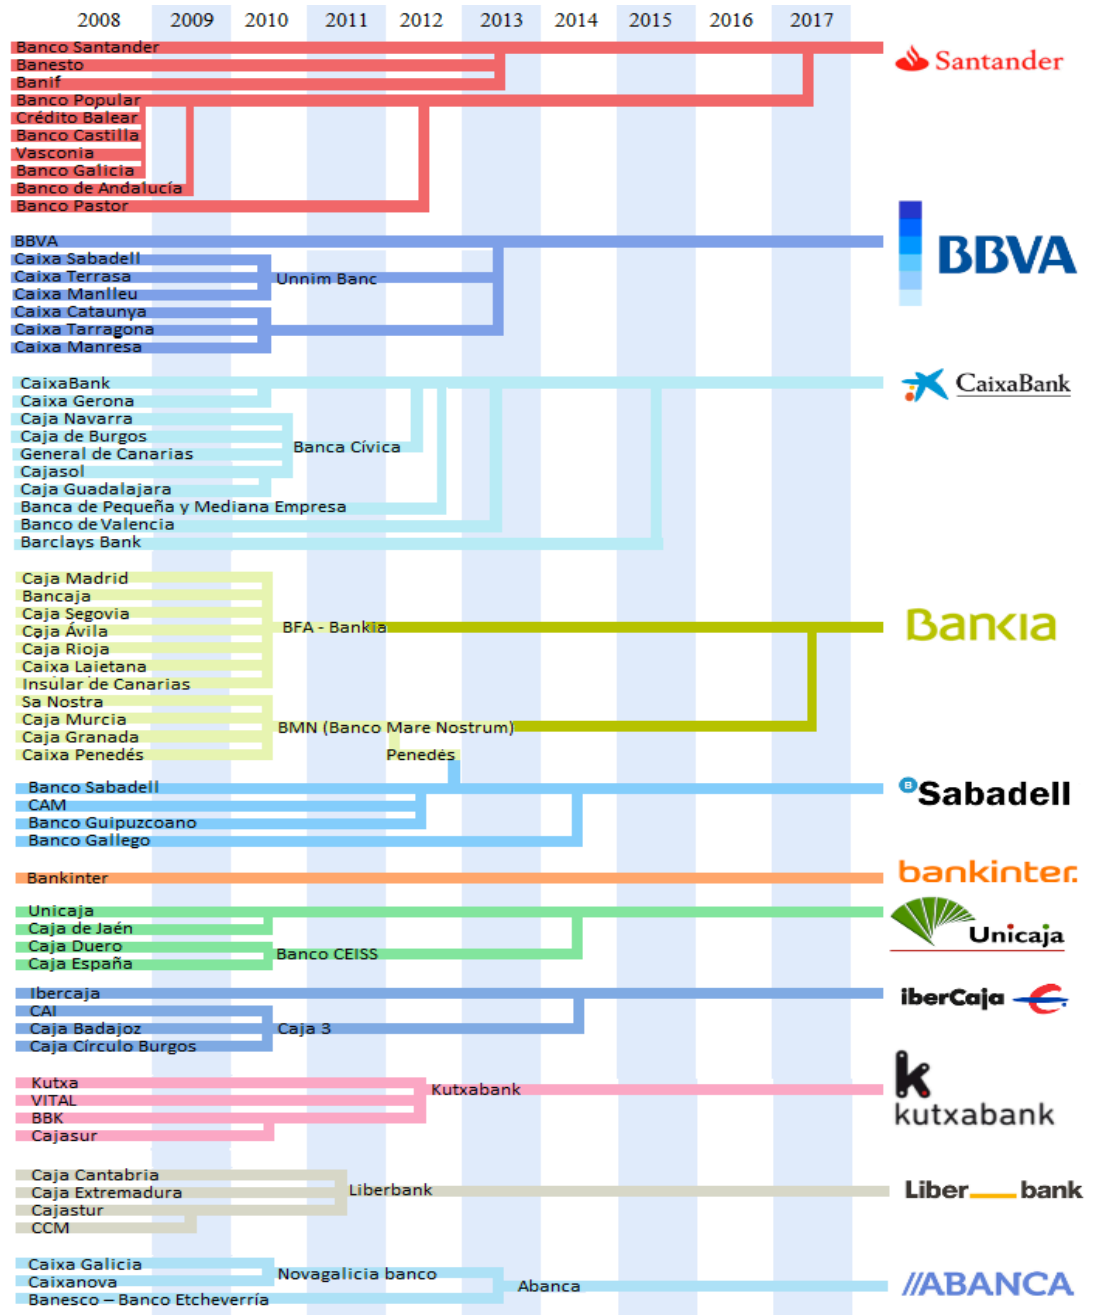 2008 2009 2010 2011 2012 2013 2014 2015 2016 2017
Banco Santander
Santander
Banesto
Banif
Banco Popular
Crédito Balear
Banco Castilla
Vasconia
Banco Galicia
Banco de Andalucía
Banco Pastor
BBVA
BBVA
Caixa Sabadell
Caixa Terrasa
Unnim Banc
Caixa Manlleu
Caixa Cataunya
Caixa Tarragona
Caixa Manresa
CaixaBank
CaixaBank
Caixa Gerona
Caja Navarra
Caja de Burgos
Banca Cívica
General de Canarias
Cajasol
Caja Guadalajara
Banca de Pequeña y Mediana Empresa
Banco de Valencia
Barclays Bank
Caja Madrid
Bancaja
Caja Segovia
Caja Ávila
BFA - Bankia
Bankia
Caja Rioja
Caixa Laietana
Insular de Canarias
Sa Nostra
Caja Murcia
BMN (Banco Mare Nostrum)
Caja Granada
Caixa Penedés
Penedés
Banco Sabadell
B Sabadell
CAM
Banco Guipuzcoano
Banco Gallego
Bankinter
bankinter.
Unicaja
Unicaja
Caja de Jaén
Caja Duero
Banco CEISS
Caja España
Ibercaja
iberCaja
CAI
Caja Badajoz
Caja 3
Caja Círculo Burgos
Kutxa
Kutxabank
k
kutxabank
VITAL
BBK
Cajasur
Caja Cantabria
Caja Extremadura
Liberbank
Liber bank
Cajastur
CCM
Caixa Galicia
Novagalicia banco
Caixanova
Abanca
//ABANCA
Banesco – Banco Etcheverría